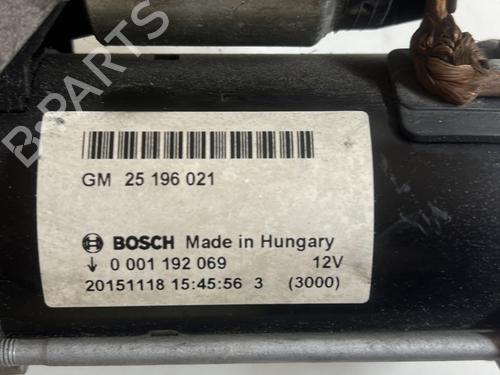 GM 25 196 021
BOSCH Made in Hungary
↓ 0 001 192 069 12V
20151118 15:45:56 3 (3000)
B-PARTS